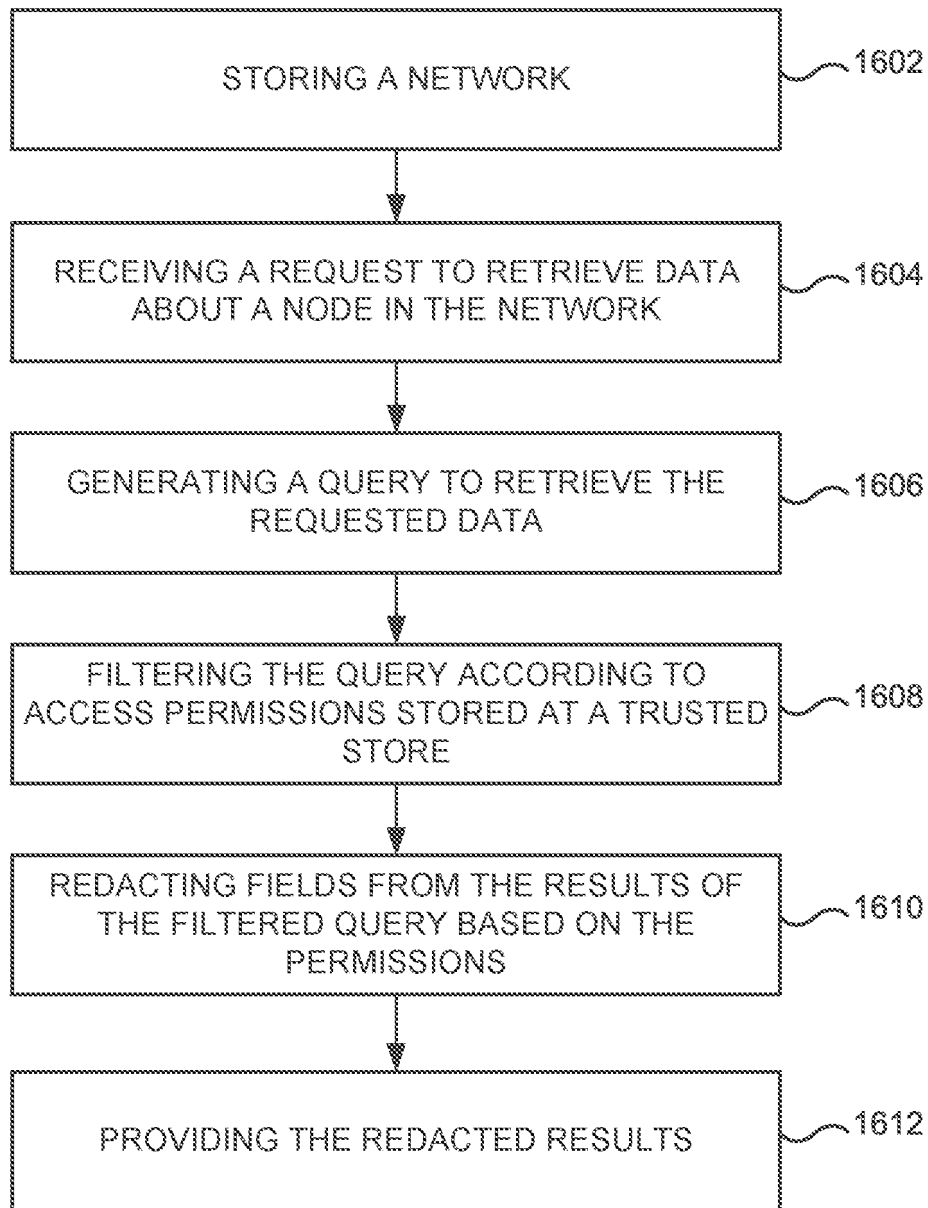 STORING A NETWORK
1602
RECEIVING A REQUEST TO RETRIEVE DATA
ABOUT A NODE IN THE NETWORK
1604
GENERATING A QUERY TO RETRIEVE THE
REQUESTED DATA
1606
FILTERING THE QUERY ACCORDING TO
ACCESS PERMISSIONS STORED AT A TRUSTED
STORE
1608
REDACTING FIELDS FROM THE RESULTS OF
THE FILTERED QUERY BASED ON THE
PERMISSIONS
1610
PROVIDING THE REDACTED RESULTS
1612